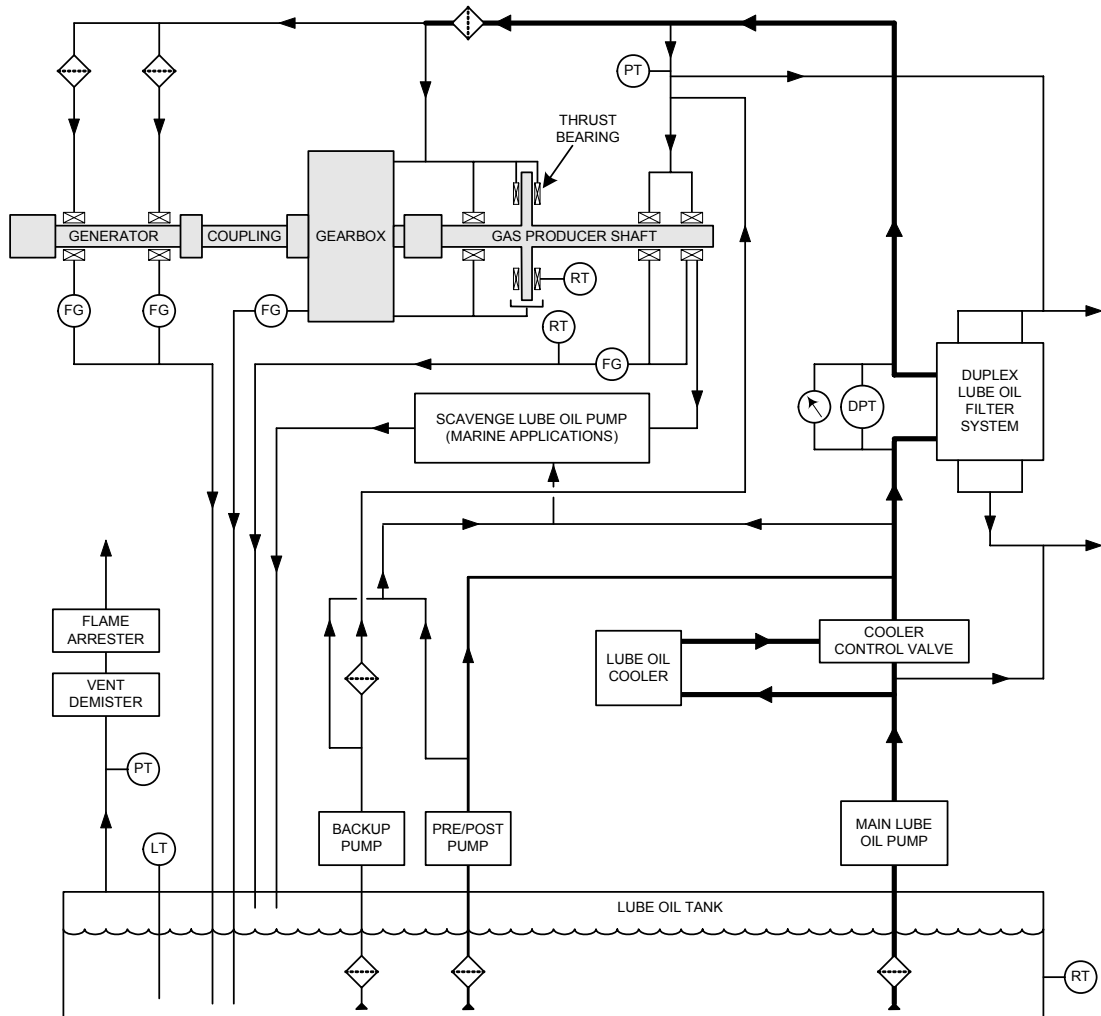 PT
THRUST
BEARING
GENERATOR
COUPLING
GEARBOX
GAS PRODUCER SHAFT
RT
FG
FG
FG
RT
FG
SCAVENGE LUBE OIL PUMP
(MARINE APPLICATIONS)
DPT
DUPLEX
LUBE OIL
FILTER
SYSTEM
FLAME
ARRESTER
VENT
DEMISTER
LUBE OIL
COOLER
COOLER
CONTROL VALVE
PT
LT
BACKUP
PUMP
PRE/POST
PUMP
MAIN LUBE
OIL PUMP
LUBE OIL TANK
RT